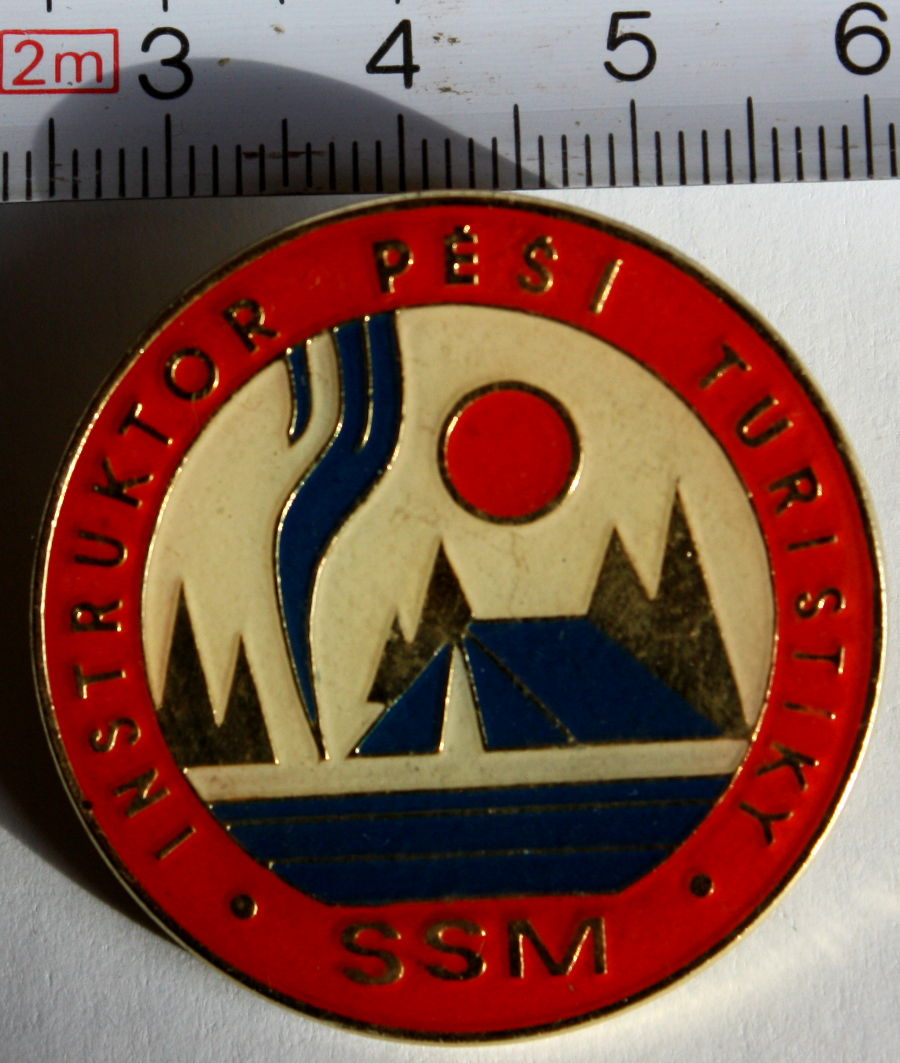 2m 3 4 5 6
INSTRUKTOR PĚŠÍ TURISTIKY
SSM